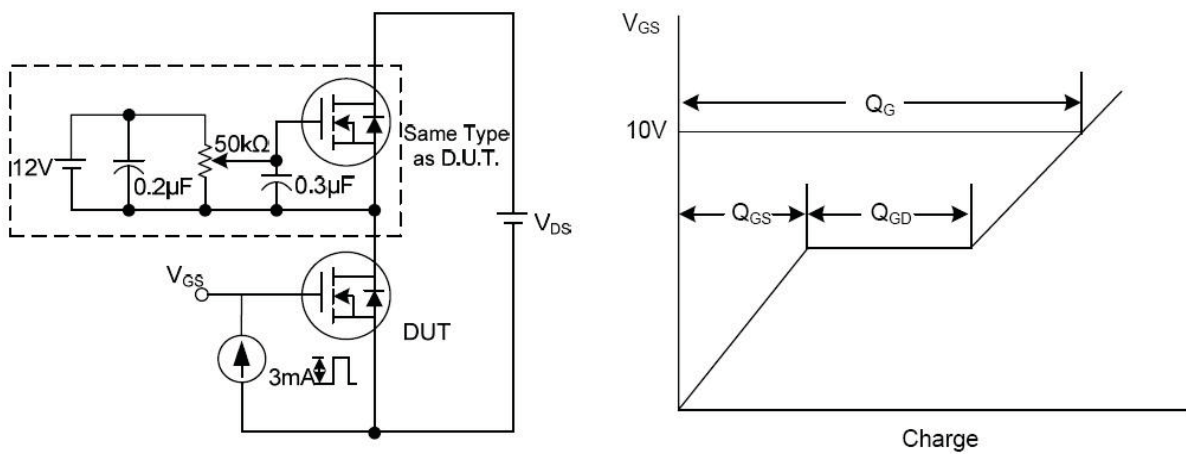 12V
0.2µF
50kΩ
0.3µF
Same Type
as D.U.T.
V_DS
V_GS
DUT
3mA
V_GS
10V
Q_G
Q_GS
Q_GD
Charge